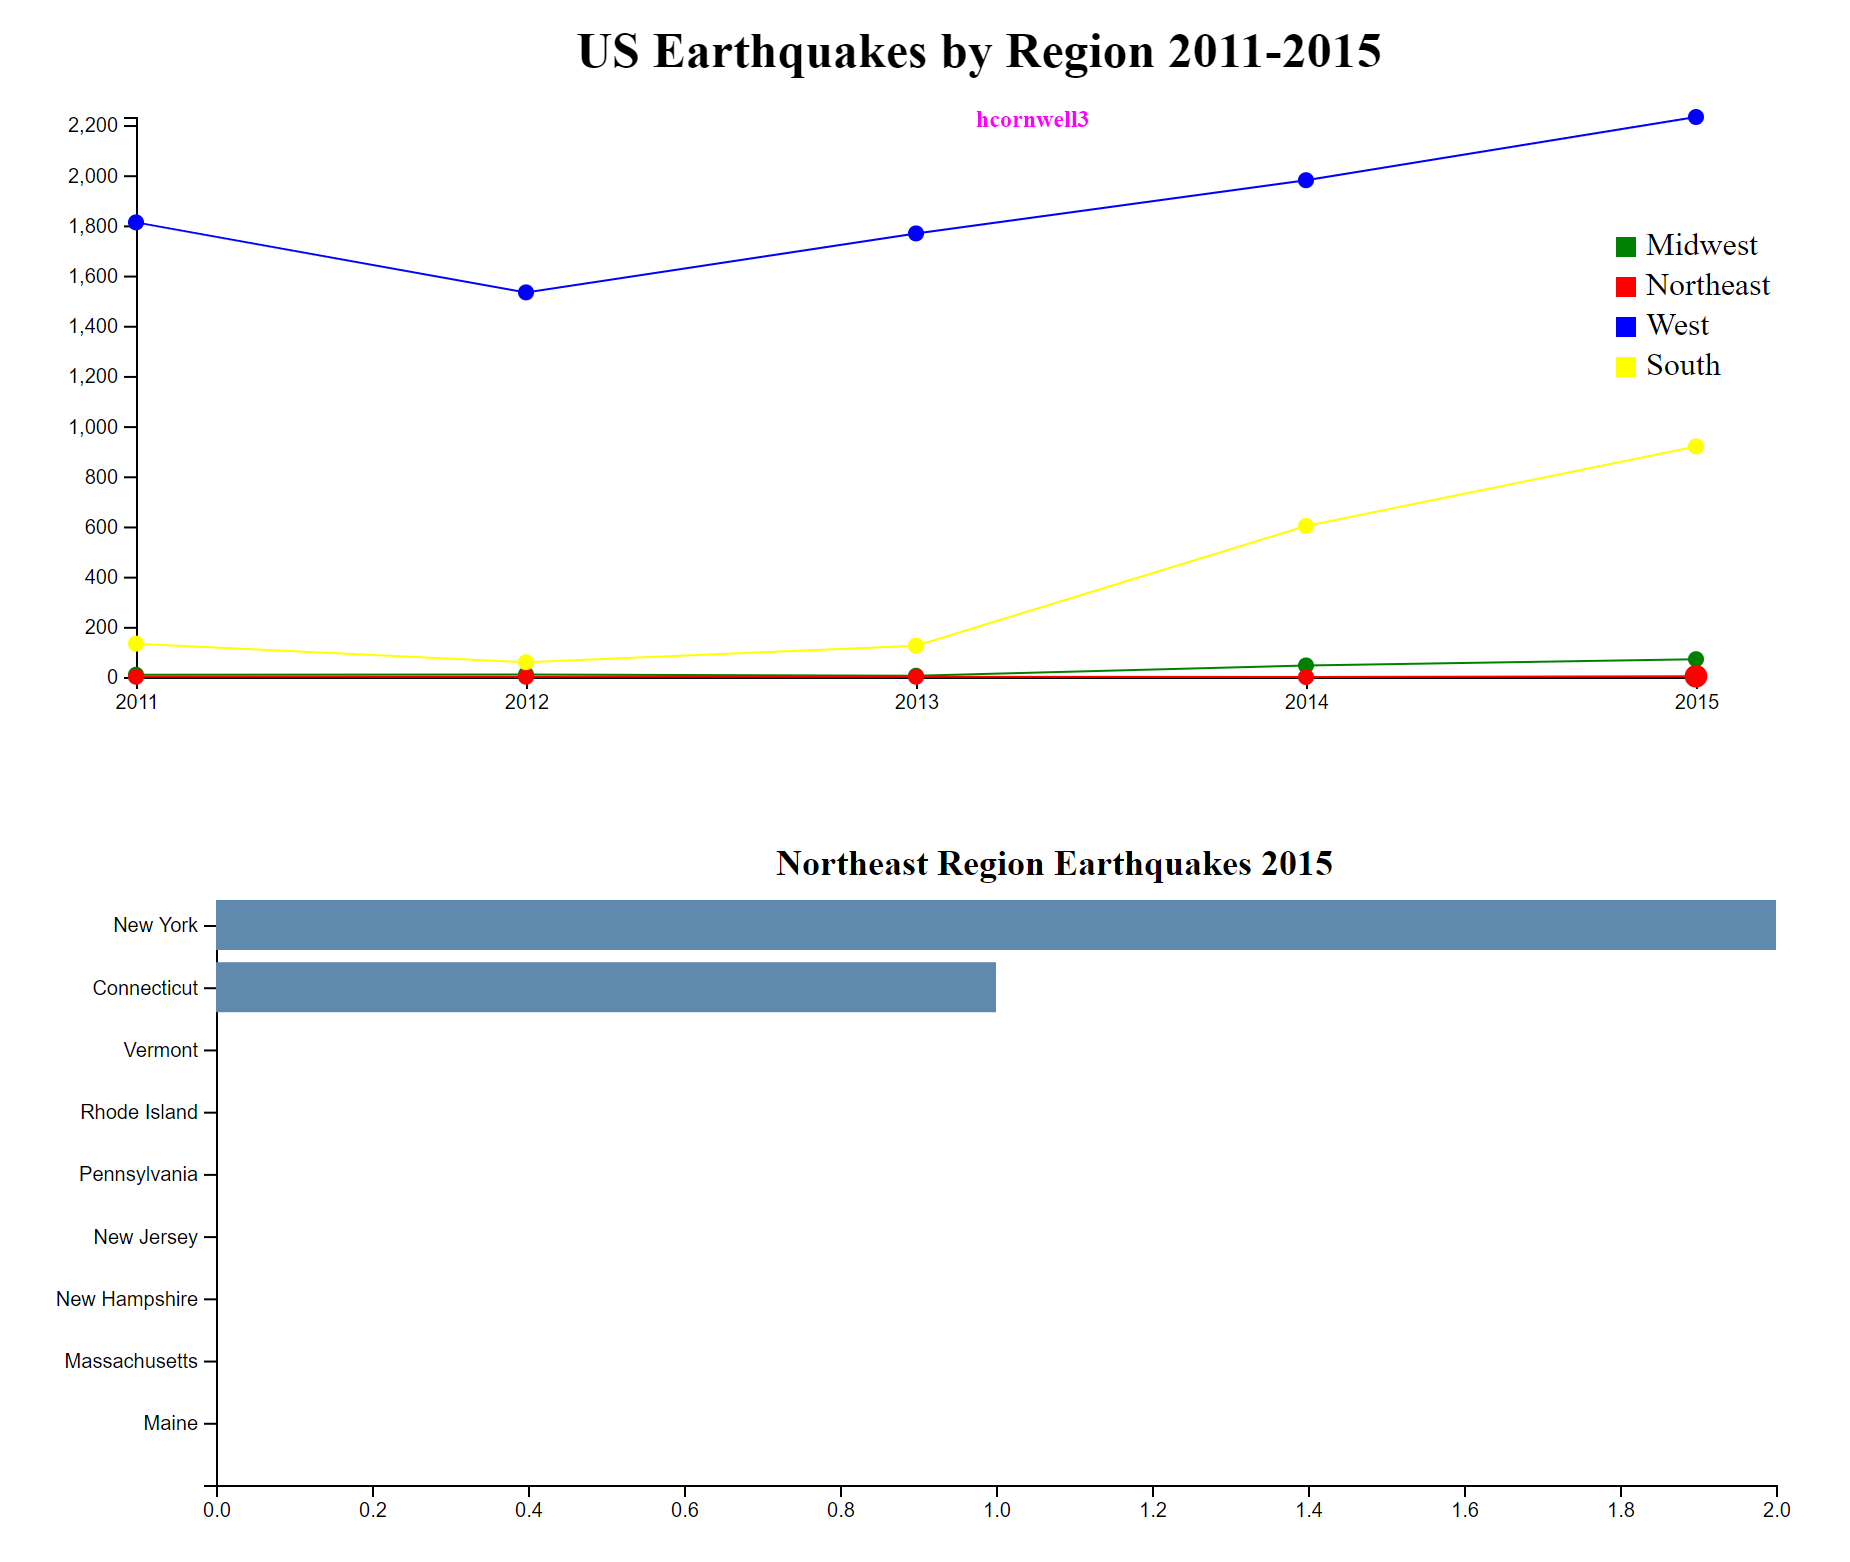 US Earthquakes by Region 2011-2015
hcornwell3
2,200
2,000
1,800
1,600
1,400
1,200
1,000
800
600
400
200
0
2011 2012 2013 2014 2015
Midwest
Northeast
West
South
Northeast Region Earthquakes 2015
New York
Connecticut
Vermont
Rhode Island
Pennsylvania
New Jersey
New Hampshire
Massachusetts
Maine
0.0 0.2 0.4 0.6 0.8 1.0 1.2 1.4 1.6 1.8 2.0